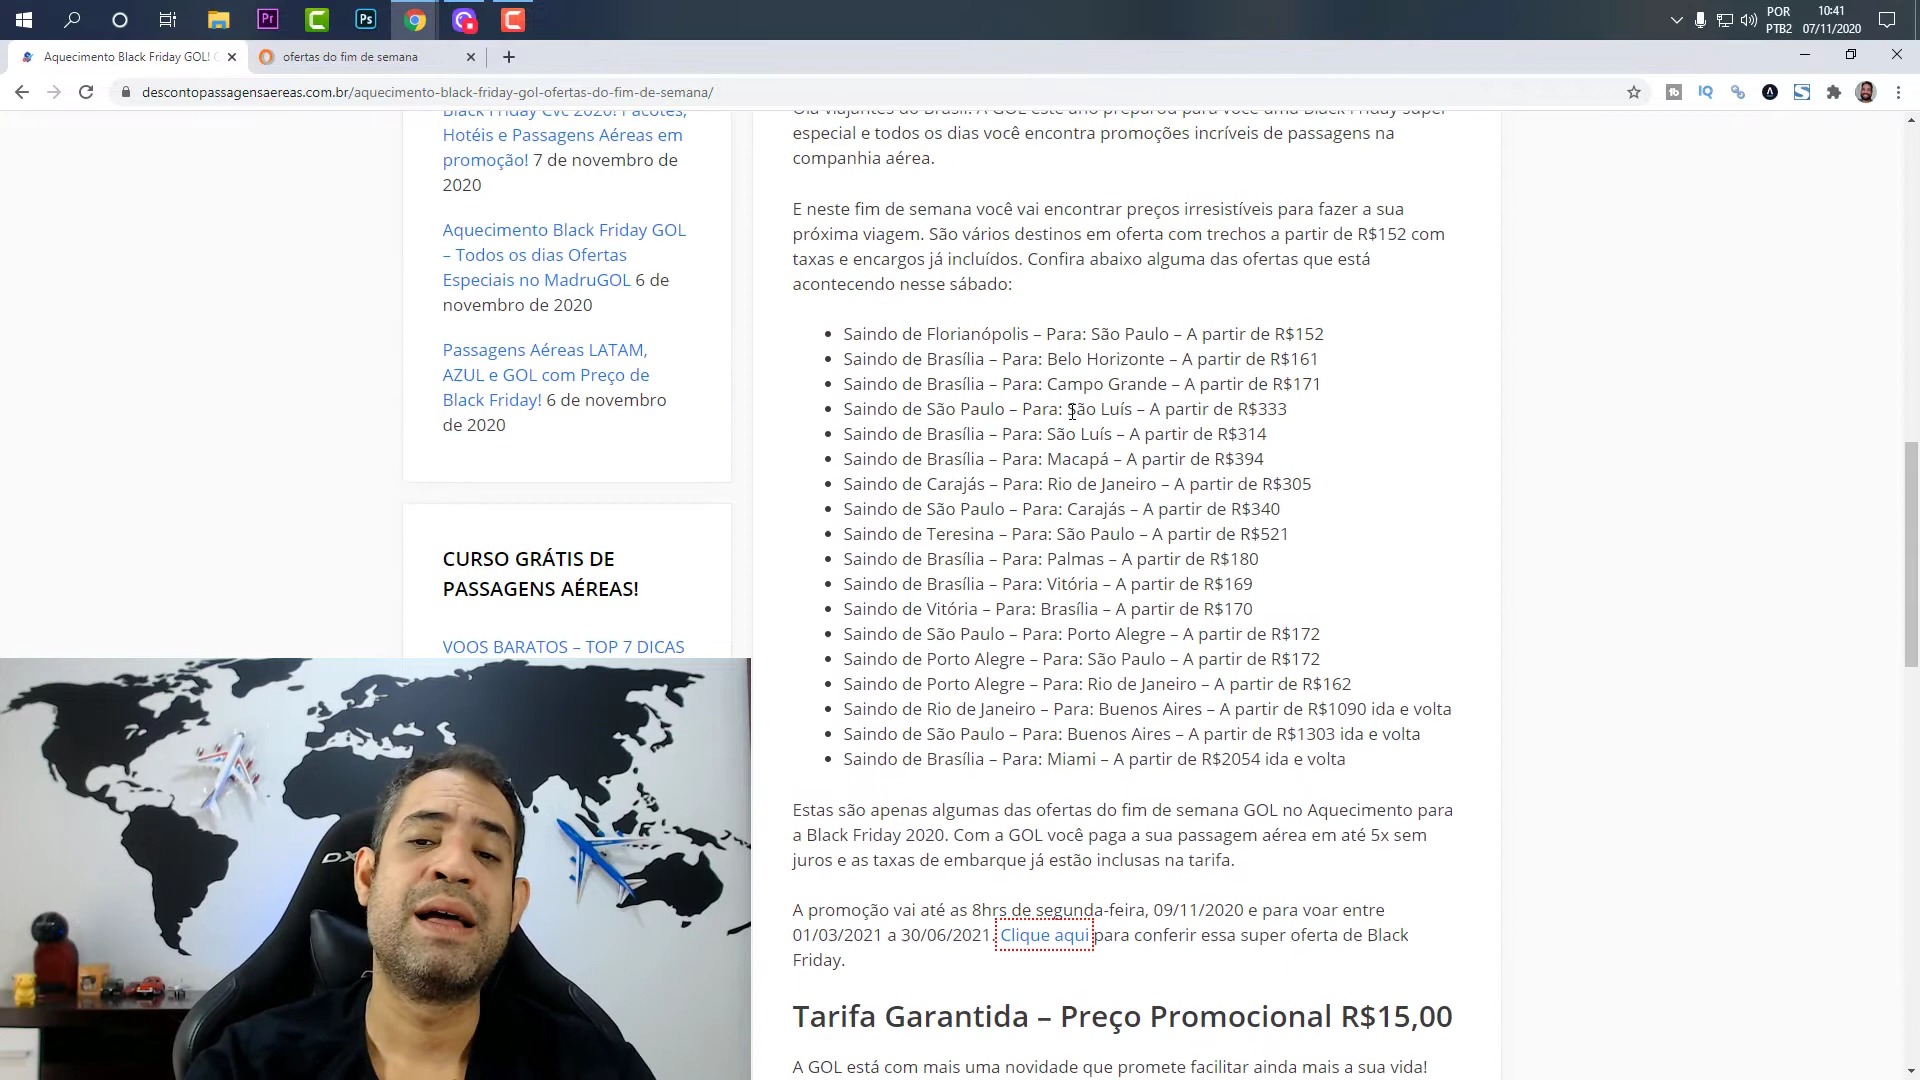 POR
PTB2
10:41
07/11/2020
Aquecimento Black Friday GOL!
ofertas do fim de semana
descontopassagensaereas.com.br/aquecimento-black-friday-gol-ofertas-do-fim-de-semana/
Black Friday Cvc 2020! Pacotes,
Hotéis e Passagens Aéreas em
promoção! 7 de novembro de
2020
Aquecimento Black Friday GOL
– Todos os dias Ofertas
Especiais no MadruGOL 6 de
novembro de 2020
Passagens Aéreas LATAM,
AZUL e GOL com Preço de
Black Friday! 6 de novembro
de 2020
CURSO GRÁTIS DE
PASSAGENS AÉREAS!
VOOS BARATOS – TOP 7 DICAS
Olá viajantes do Brasil! A GOL este ano preparou para você uma Black Friday super
especial e todos os dias você encontra promoções incríveis de passagens na
companhia aérea.
E neste fim de semana você vai encontrar preços irresistíveis para fazer a sua
próxima viagem. São vários destinos em oferta com trechos a partir de R$152 com
taxas e encargos já incluídos. Confira abaixo alguma das ofertas que está
acontecendo nesse sábado:
Saindo de Florianópolis – Para: São Paulo – A partir de R$152
Saindo de Brasília – Para: Belo Horizonte – A partir de R$161
Saindo de Brasília – Para: Campo Grande – A partir de R$171
Saindo de São Paulo – Para: São Luís – A partir de R$333
Saindo de Brasília – Para: São Luís – A partir de R$314
Saindo de Brasília – Para: Macapá – A partir de R$394
Saindo de Carajás – Para: Rio de Janeiro – A partir de R$305
Saindo de São Paulo – Para: Carajás – A partir de R$340
Saindo de Teresina – Para: São Paulo – A partir de R$521
Saindo de Brasília – Para: Palmas – A partir de R$180
Saindo de Brasília – Para: Vitória – A partir de R$169
Saindo de Vitória – Para: Brasília – A partir de R$170
Saindo de São Paulo – Para: Porto Alegre – A partir de R$172
Saindo de Porto Alegre – Para: São Paulo – A partir de R$172
Saindo de Porto Alegre – Para: Rio de Janeiro – A partir de R$162
Saindo de Rio de Janeiro – Para: Buenos Aires – A partir de R$1090 ida e volta
Saindo de São Paulo – Para: Buenos Aires – A partir de R$1303 ida e volta
Saindo de Brasília – Para: Miami – A partir de R$2054 ida e volta
Estas são apenas algumas das ofertas do fim de semana GOL no Aquecimento para
a Black Friday 2020. Com a GOL você paga a sua passagem aérea em até 5x sem
juros e as taxas de embarque já estão inclusas na tarifa.
A promoção vai até as 8hrs de segunda-feira, 09/11/2020 e para voar entre
01/03/2021 a 30/06/2021. Clique aqui para conferir essa super oferta de Black
Friday.
Tarifa Garantida – Preço Promocional R$15,00
A GOL está com mais uma novidade que promete facilitar ainda mais a sua vida!